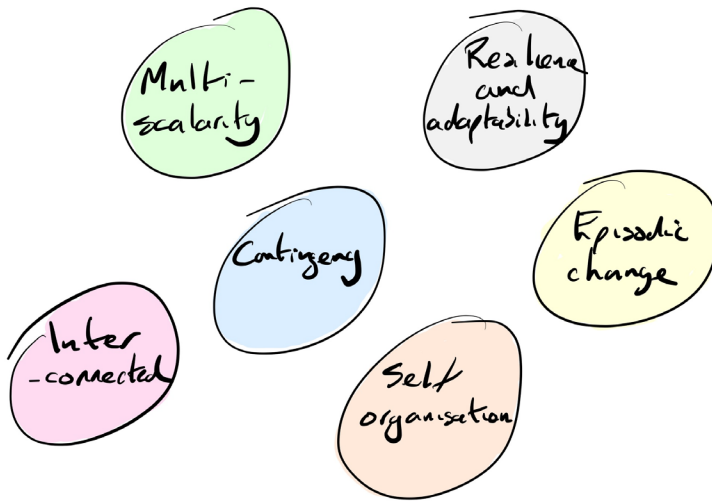 Multi-
scalarity
Resilience
and
adaptability
Contingency
Episodic
change
Inter
-connected
Self
organisation